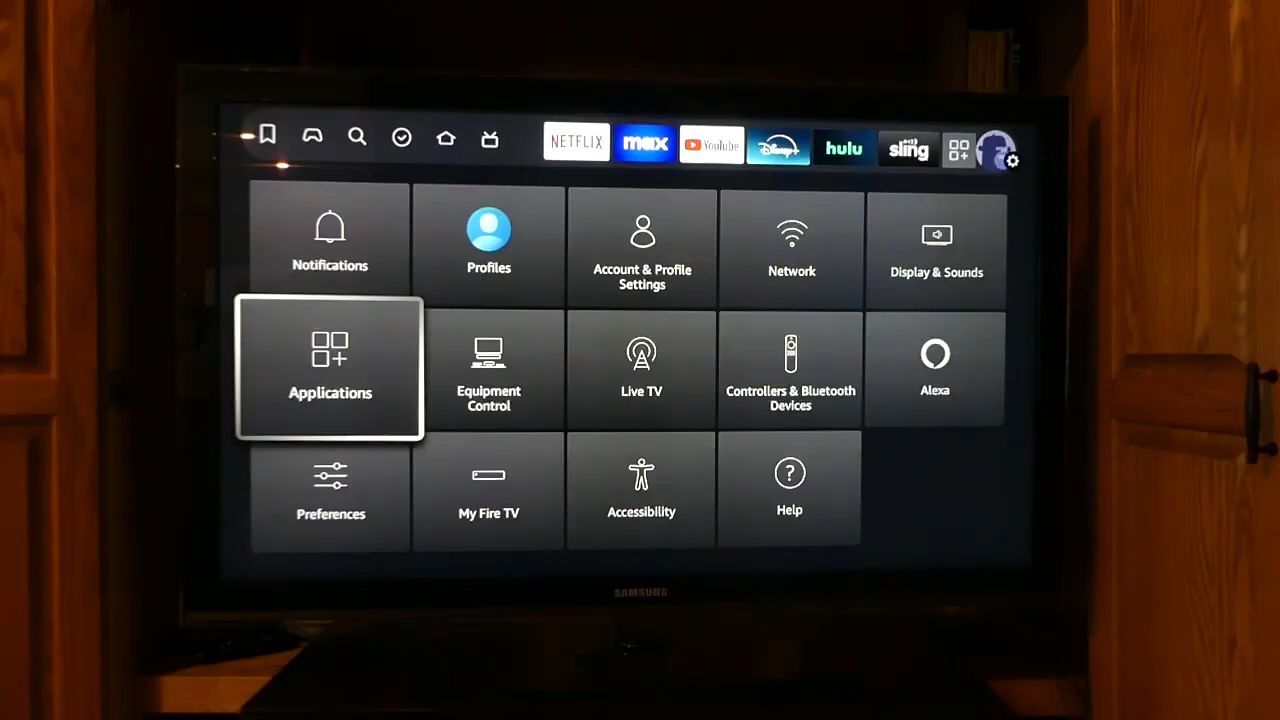 NETFLIX
max
YouTube
Disney+
hulu
sling
Notifications
Profiles
Account & Profile
Settings
Network
Display & Sounds
Applications
Equipment
Control
Live TV
Controllers & Bluetooth
Devices
Alexa
Preferences
My Fire TV
Accessibility
?
Help
SAMSUNG